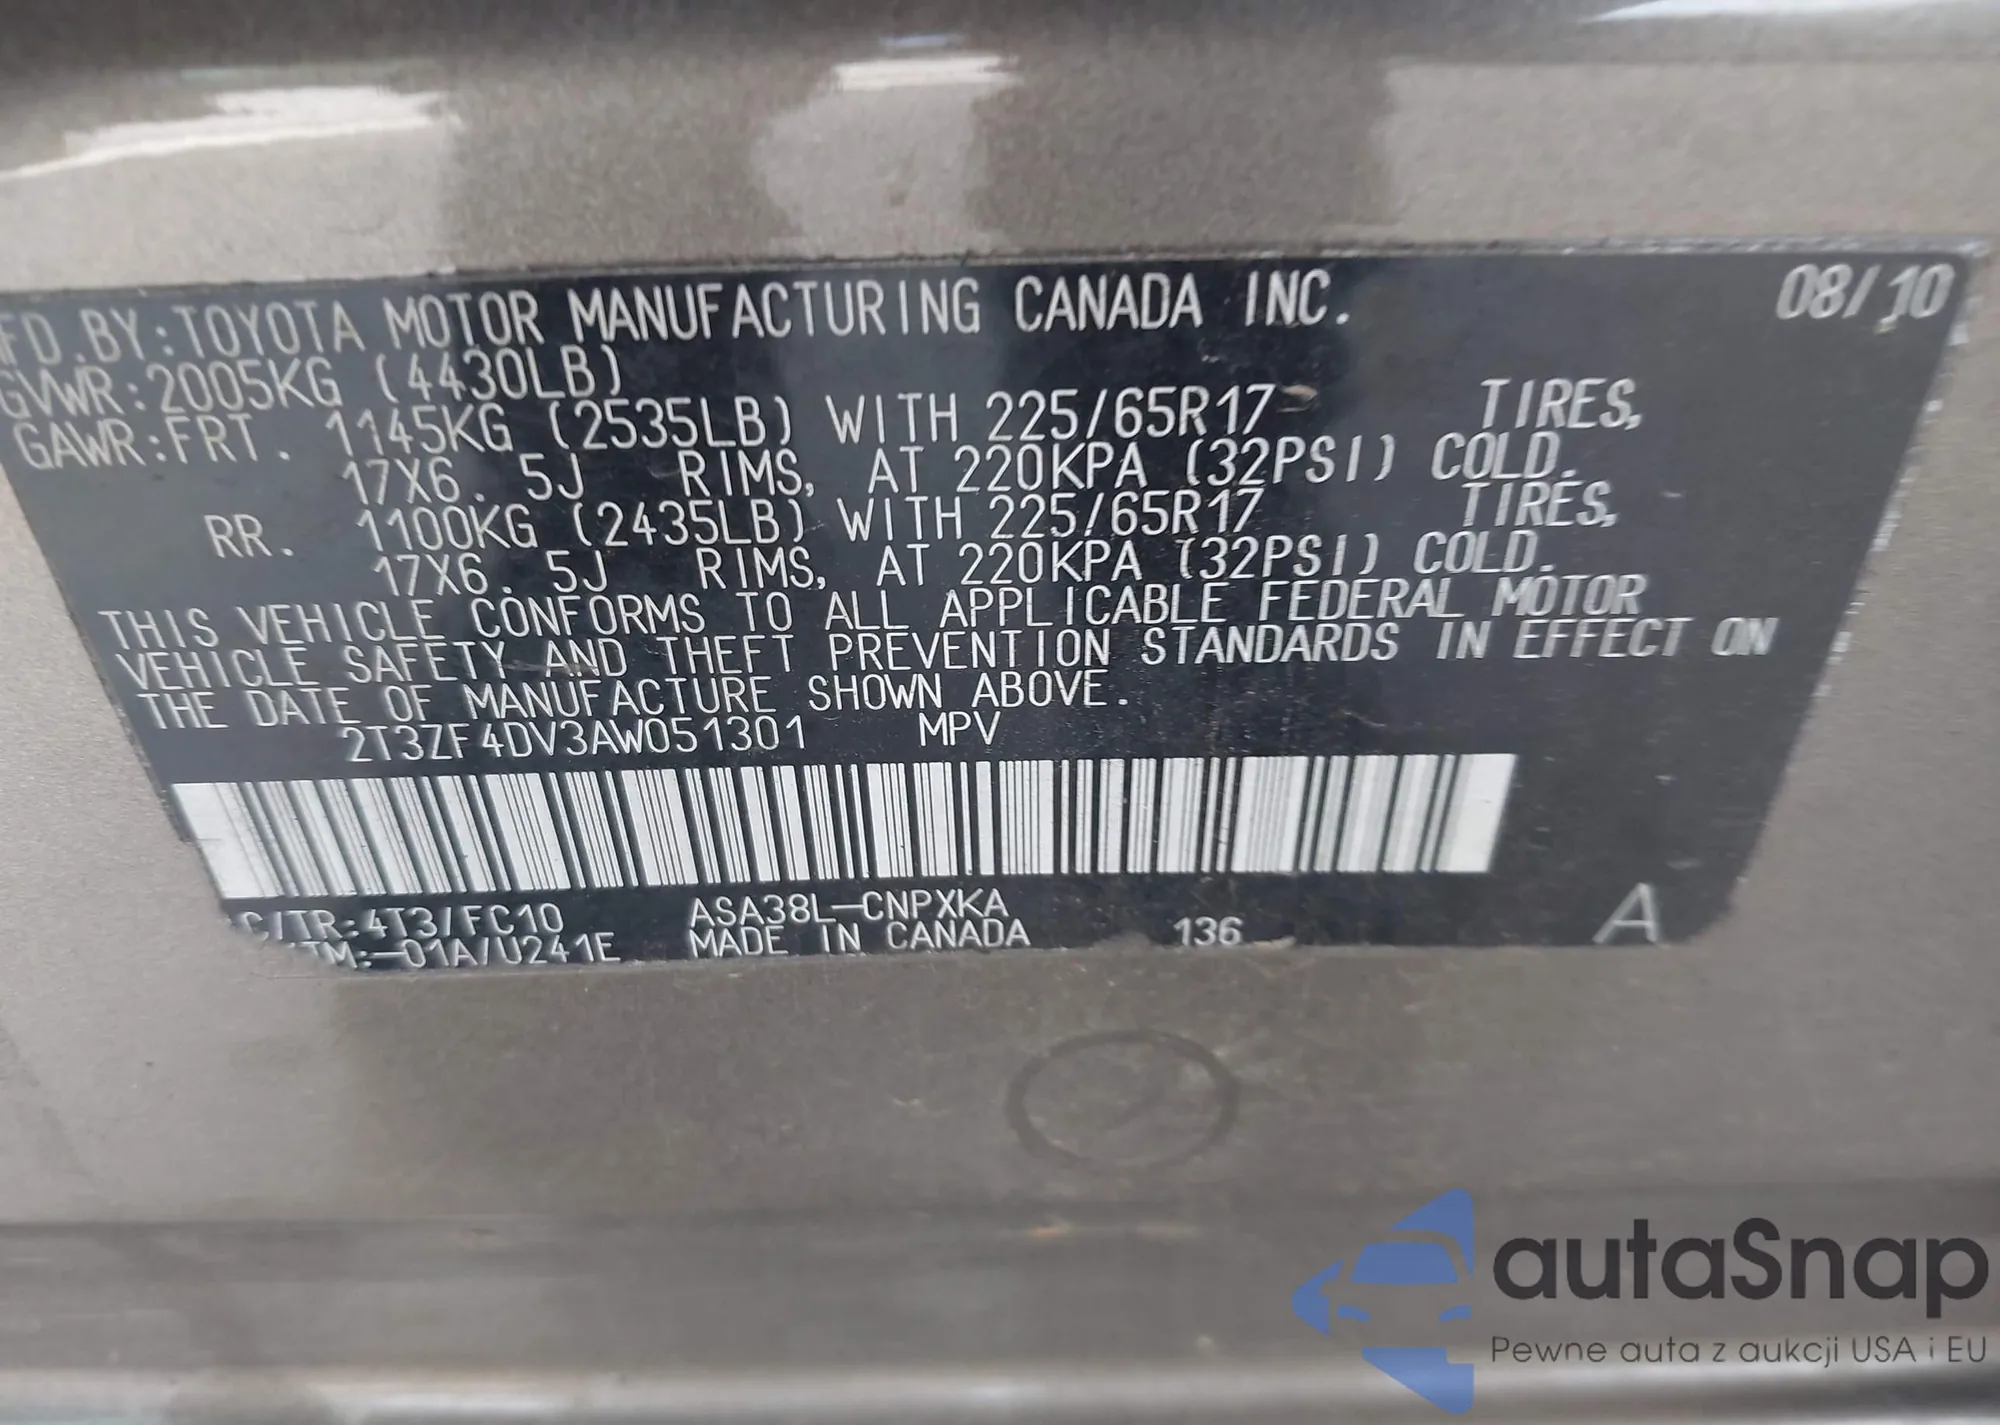 MFD.BY:TOYOTA MOTOR MANUFACTURING CANADA INC. 08/10
GVWR:2005KG (4430LB)
GAWR:FRT. 1145KG (2535LB) WITH 225/65R17 TIRES,
17X6.5J RIMS, AT 220KPA (32PSI) COLD.
RR. 1100KG (2435LB) WITH 225/65R17 TIRES,
17X6.5J RIMS, AT 220KPA (32PSI) COLD.
THIS VEHICLE CONFORMS TO ALL APPLICABLE FEDERAL MOTOR
VEHICLE SAFETY AND THEFT PREVENTION STANDARDS IN EFFECT ON
THE DATE OF MANUFACTURE SHOWN ABOVE.
2T3ZF4DV3AW051301 MPV
C/TR:4T3/FC10 ASA38L-CNPXKA
TM:-01A/U241E MADE IN CANADA 136 A
autaSnap
Pewne auta z aukcji USA i EU